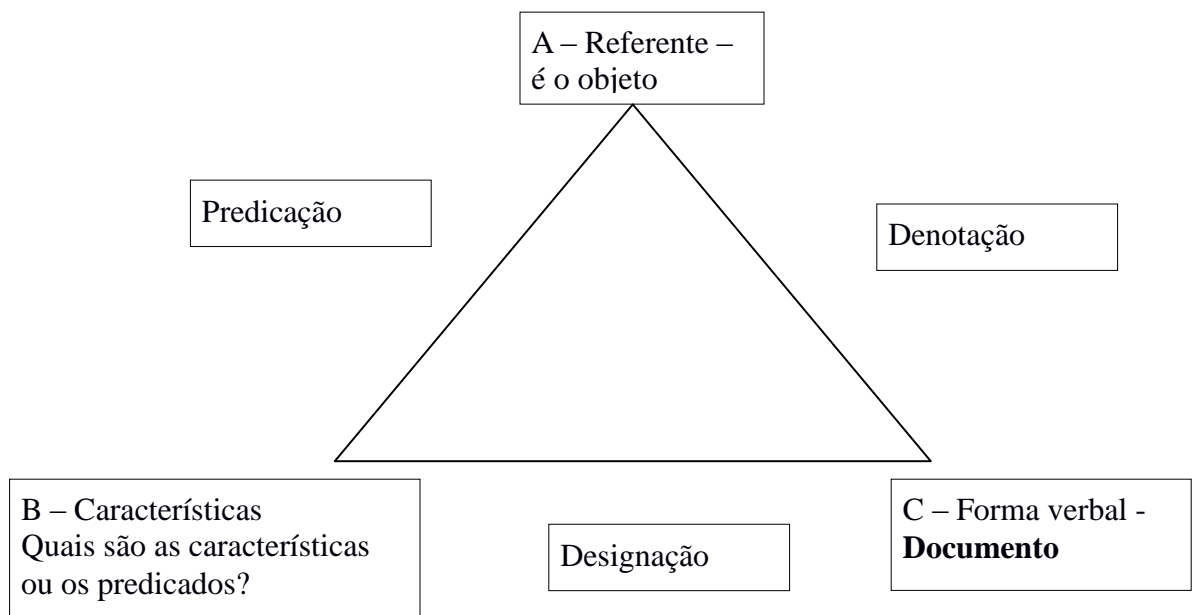 A – Referente –
é o objeto
Predicação
Denotação
B – Características
Quais são as características
ou os predicados?
Designação
C – Forma verbal -
Documento